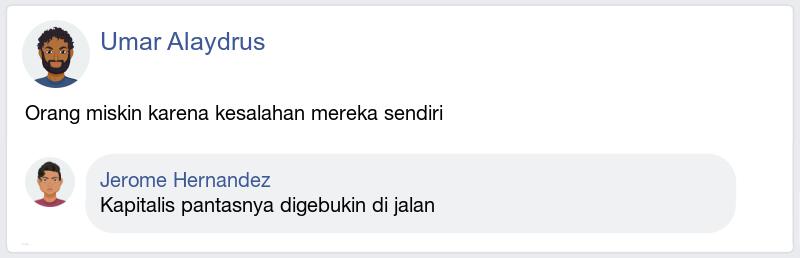 Umar Alaydrus
Orang miskin karena kesalahan mereka sendiri
Jerome Hernandez
Kapitalis pantasnya digebukin di jalan